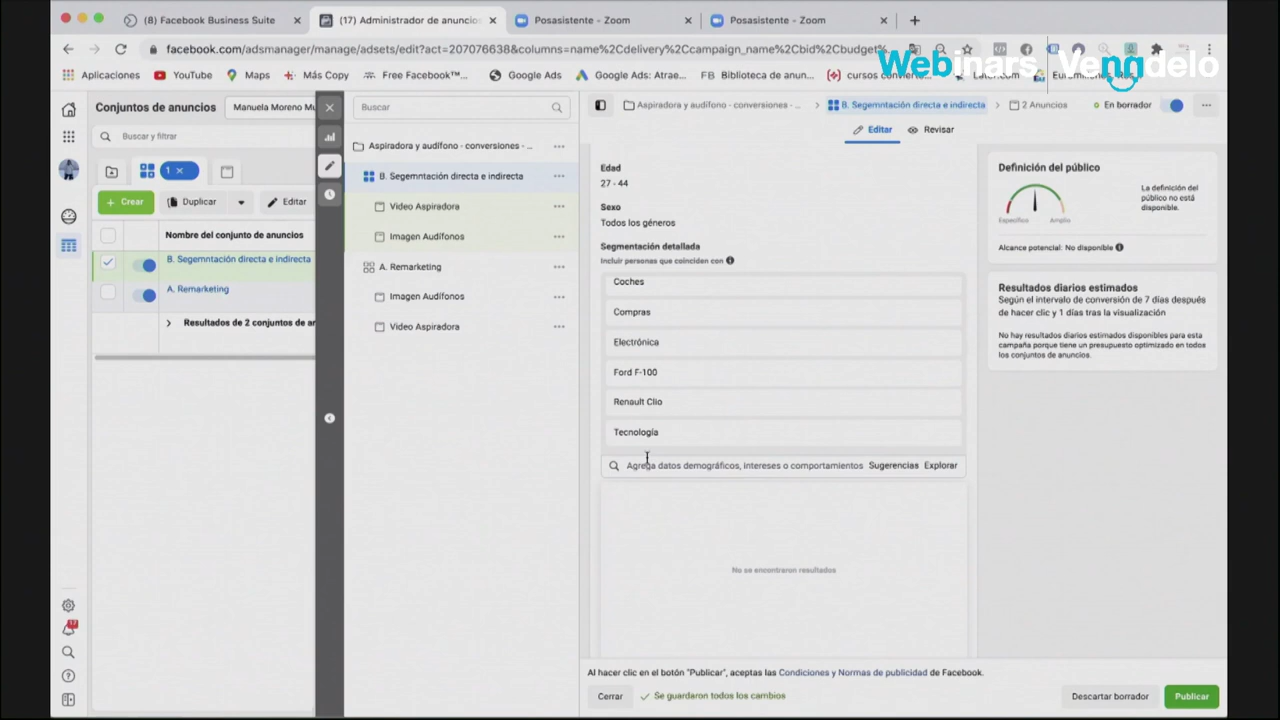 (8) Facebook Business Suite
(17) Administrador de anuncios
Posasistente - Zoom
Posasistente - Zoom
facebook.com/adsmanager/manage/adsets/edit?act=207076638&columns=name%2Cdelivery%2Ccampaign_name%2Cbid%2Cbudget%
Webinars Venndelo
Aplicaciones
YouTube
Maps
Más Copy
Free Facebook™...
Google Ads
Google Ads: Atrae...
FB Biblioteca de anun...
Conjuntos de anuncios
Manuela Moreno Mu
Buscar
Aspiradora y audífono - conversiones - ...
B. Segemntación directa e indirecta
2 Anuncios
En borrador
Buscar y filtrar
Editar
Revisar
Aspiradora y audífono - conversiones - ...
1 ×
B. Segemntación directa e indirecta
+ Crear
Duplicar
Editar
Video Aspiradora
Nombre del conjunto de anuncios
Imagen Audífonos
B. Segemntación directa e indirecta
A. Remarketing
A. Remarketing
Imagen Audífonos
Resultados de 2 conjuntos de an
Video Aspiradora
Edad
27 - 44
Sexo
Todos los géneros
Segmentación detallada
Incluir personas que coinciden con
Coches
Compras
Electrónica
Ford F-100
Renault Clio
Tecnología
Agrega datos demográficos, intereses o comportamientos
Sugerencias
Explorar
No se encontraron resultados
Definición del público
La definición del
público no está
disponible.
Específico
Amplio
Alcance potencial: No disponible
Resultados diarios estimados
Según el intervalo de conversión de 7 días después
de hacer clic y 1 días tras la visualización
No hay resultados diarios estimados disponibles para esta
campaña porque tiene un presupuesto optimizado en todos
los conjuntos de anuncios.
Al hacer clic en el botón "Publicar", aceptas las Condiciones y Normas de publicidad de Facebook.
Cerrar
Se guardaron todos los cambios
Descartar borrador
Publicar